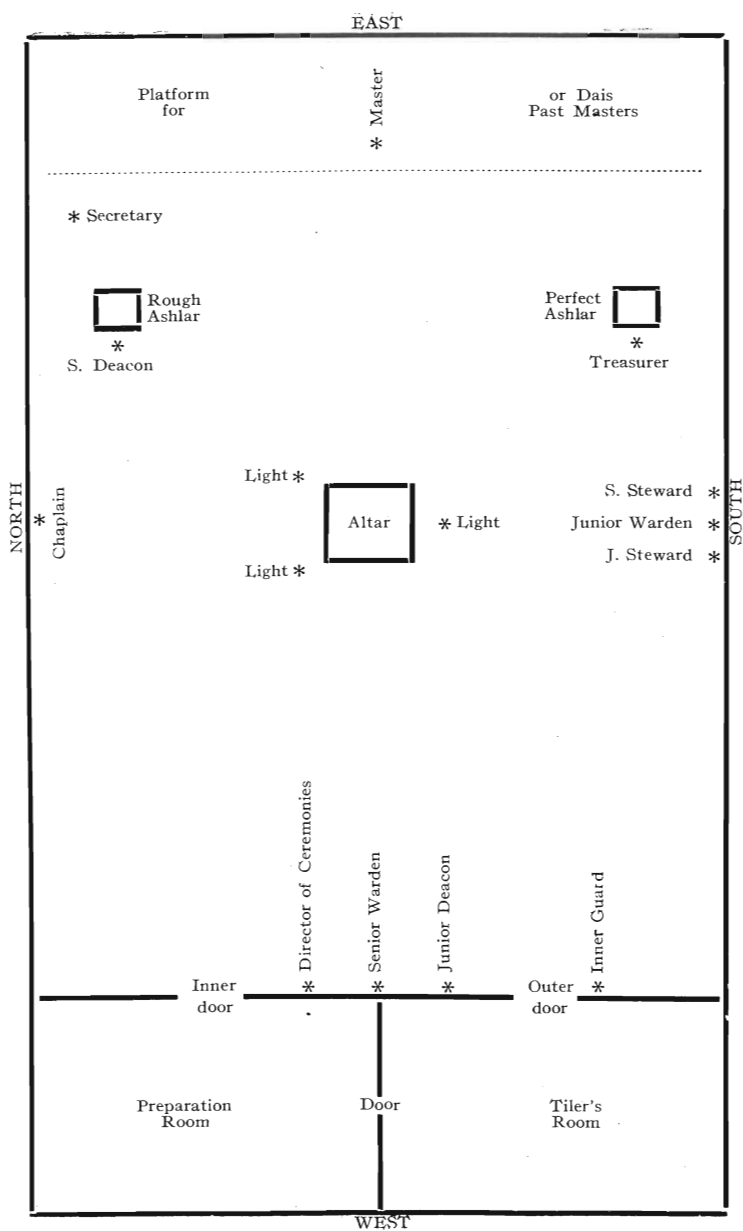 EAST
Platform
for
Master
or Dais
Past Masters
Secretary
Rough
Ashlar
S. Deacon
Perfect
Ashlar
Treasurer
NORTH
Chaplain
Light
Light
Altar
Light
S. Steward
Junior Warden
J. Steward
SOUTH
Director of Ceremonies
Senior Warden
Junior Deacon
Inner Guard
Inner
door
Outer
door
Preparation
Room
Door
Tiler's
Room
WEST